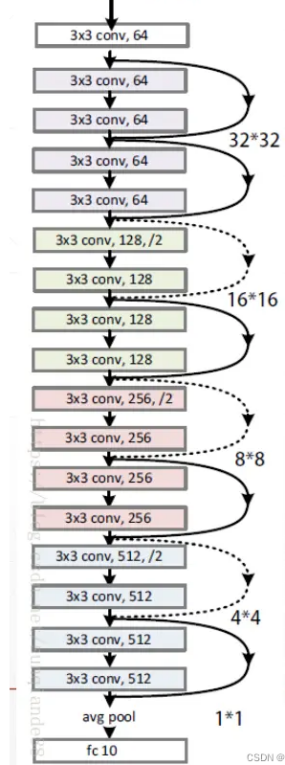 3x3 conv, 64
3x3 conv, 64
3x3 conv, 64
32*32
3x3 conv, 64
3x3 conv, 64
3x3 conv, 128, /2
3x3 conv, 128
16*16
3x3 conv, 128
3x3 conv, 128
3x3 conv, 256, /2
3x3 conv, 256
8*8
3x3 conv, 256
3x3 conv, 256
3x3 conv, 512, /2
3x3 conv, 512
4*4
3x3 conv, 512
3x3 conv, 512
avg pool
1*1
fc 10
CSDN @